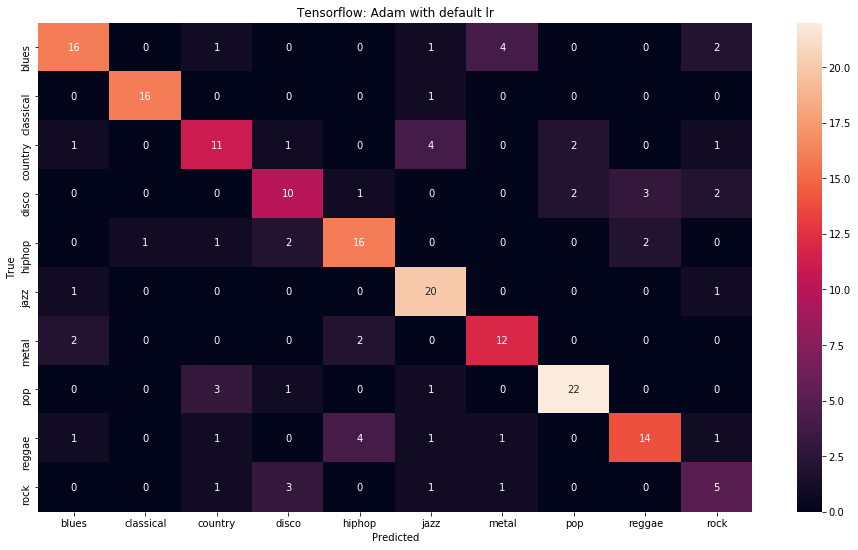 Tensorflow: Adam with default lr
True
blues 16 0 1 0 0 1 4 0 0 2
classical 0 16 0 0 0 1 0 0 0 0
country 1 0 11 1 0 4 0 2 0 1
disco 0 0 0 10 1 0 0 2 3 2
hiphop 0 1 1 2 16 0 0 0 2 0
jazz 1 0 0 0 0 20 0 0 0 1
metal 2 0 0 0 2 0 12 0 0 0
pop 0 0 3 1 0 1 0 22 0 0
reggae 1 0 1 0 4 1 1 0 14 1
rock 0 0 1 3 0 1 1 0 0 5
blues classical country disco hiphop jazz metal pop reggae rock
Predicted
20.0
17.5
15.0
12.5
10.0
7.5
5.0
2.5
0.0